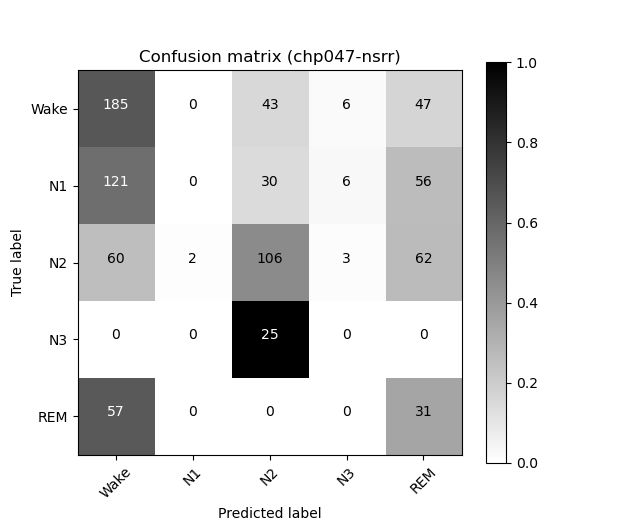 Confusion matrix (chp047-nsrr)
True label
Wake 185 0 43 6 47
N1 121 0 30 6 56
N2 60 2 106 3 62
N3 0 0 25 0 0
REM 57 0 0 0 31
Wake N1 N2 N3 REM
Predicted label
1.0
0.8
0.6
0.4
0.2
0.0